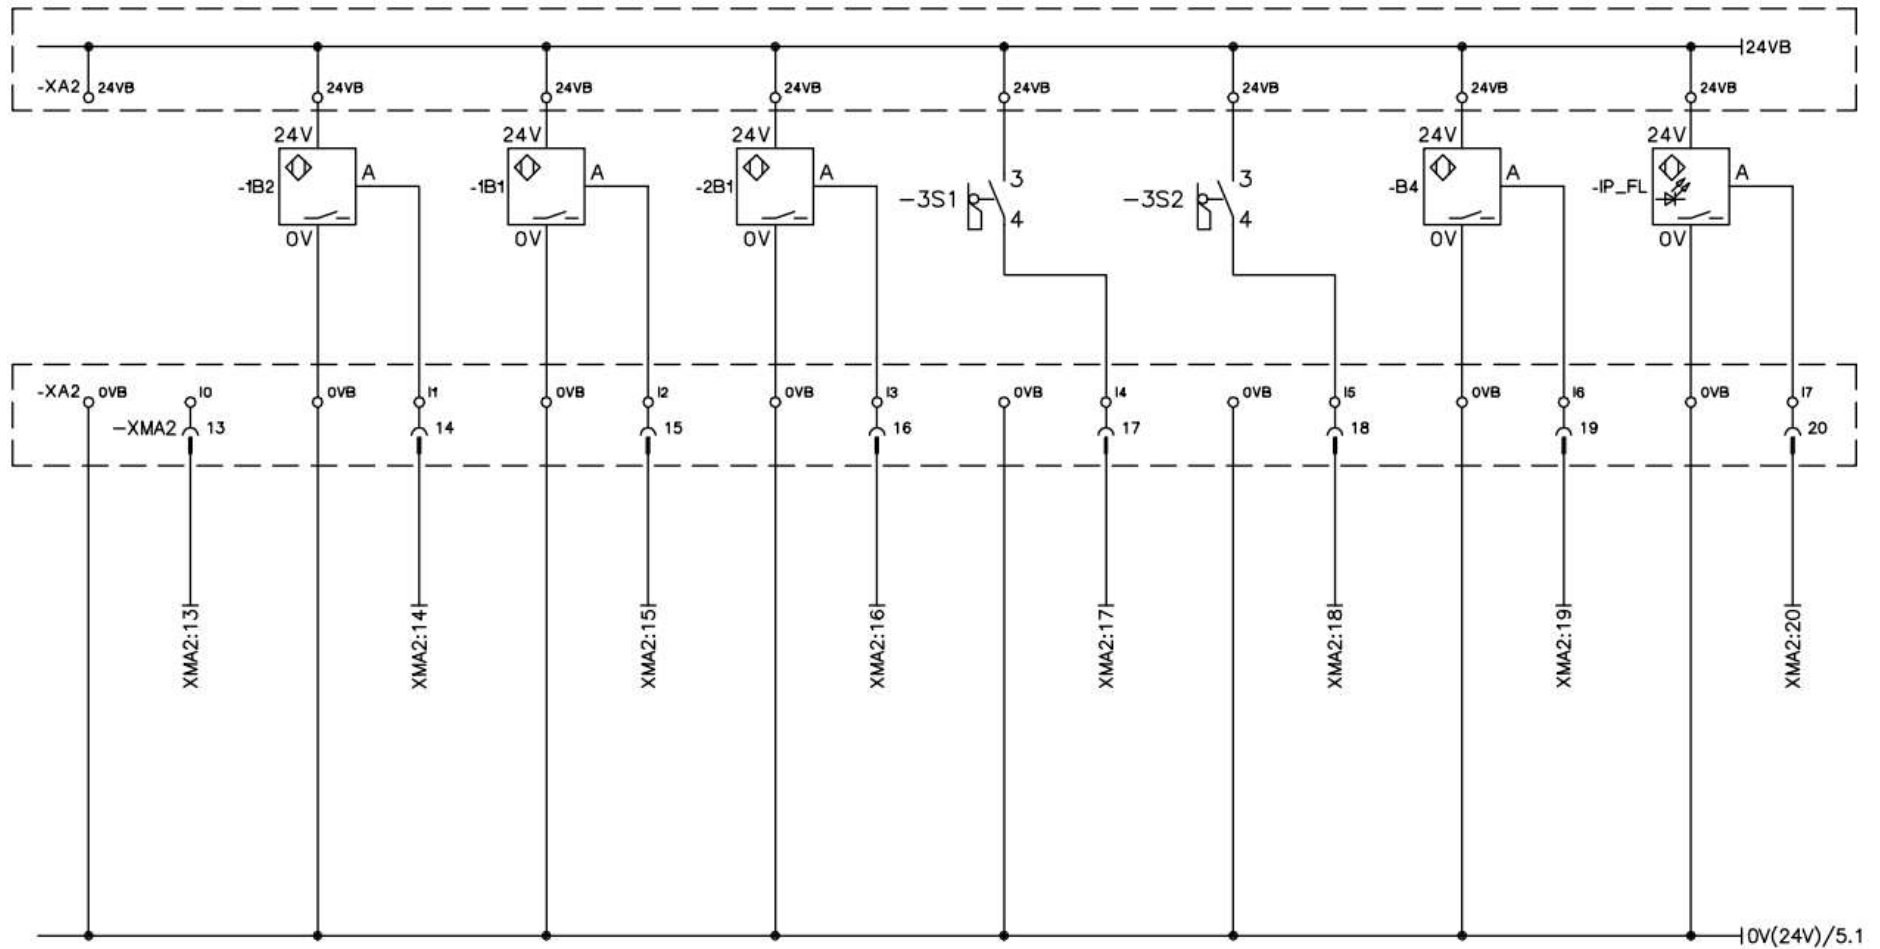 24VB
-XA2 24VB 24VB 24VB 24VB 24VB 24VB 24VB 24VB
24V 24V 24V 24V 24V
-1B2 A -1B1 A -2B1 A -3S1 3 -3S2 3 -B4 A -IP_FL A
4 4
0V 0V 0V 0V 0V
-XA2 0VB I0 0VB I1 0VB I2 0VB I3 0VB I4 0VB I5 0VB I6 0VB I7
-XMA2 13 14 15 16 17 18 19 20
XMA2:13 XMA2:14 XMA2:15 XMA2:16 XMA2:17 XMA2:18 XMA2:19 XMA2:20
0V(24V)/5.1